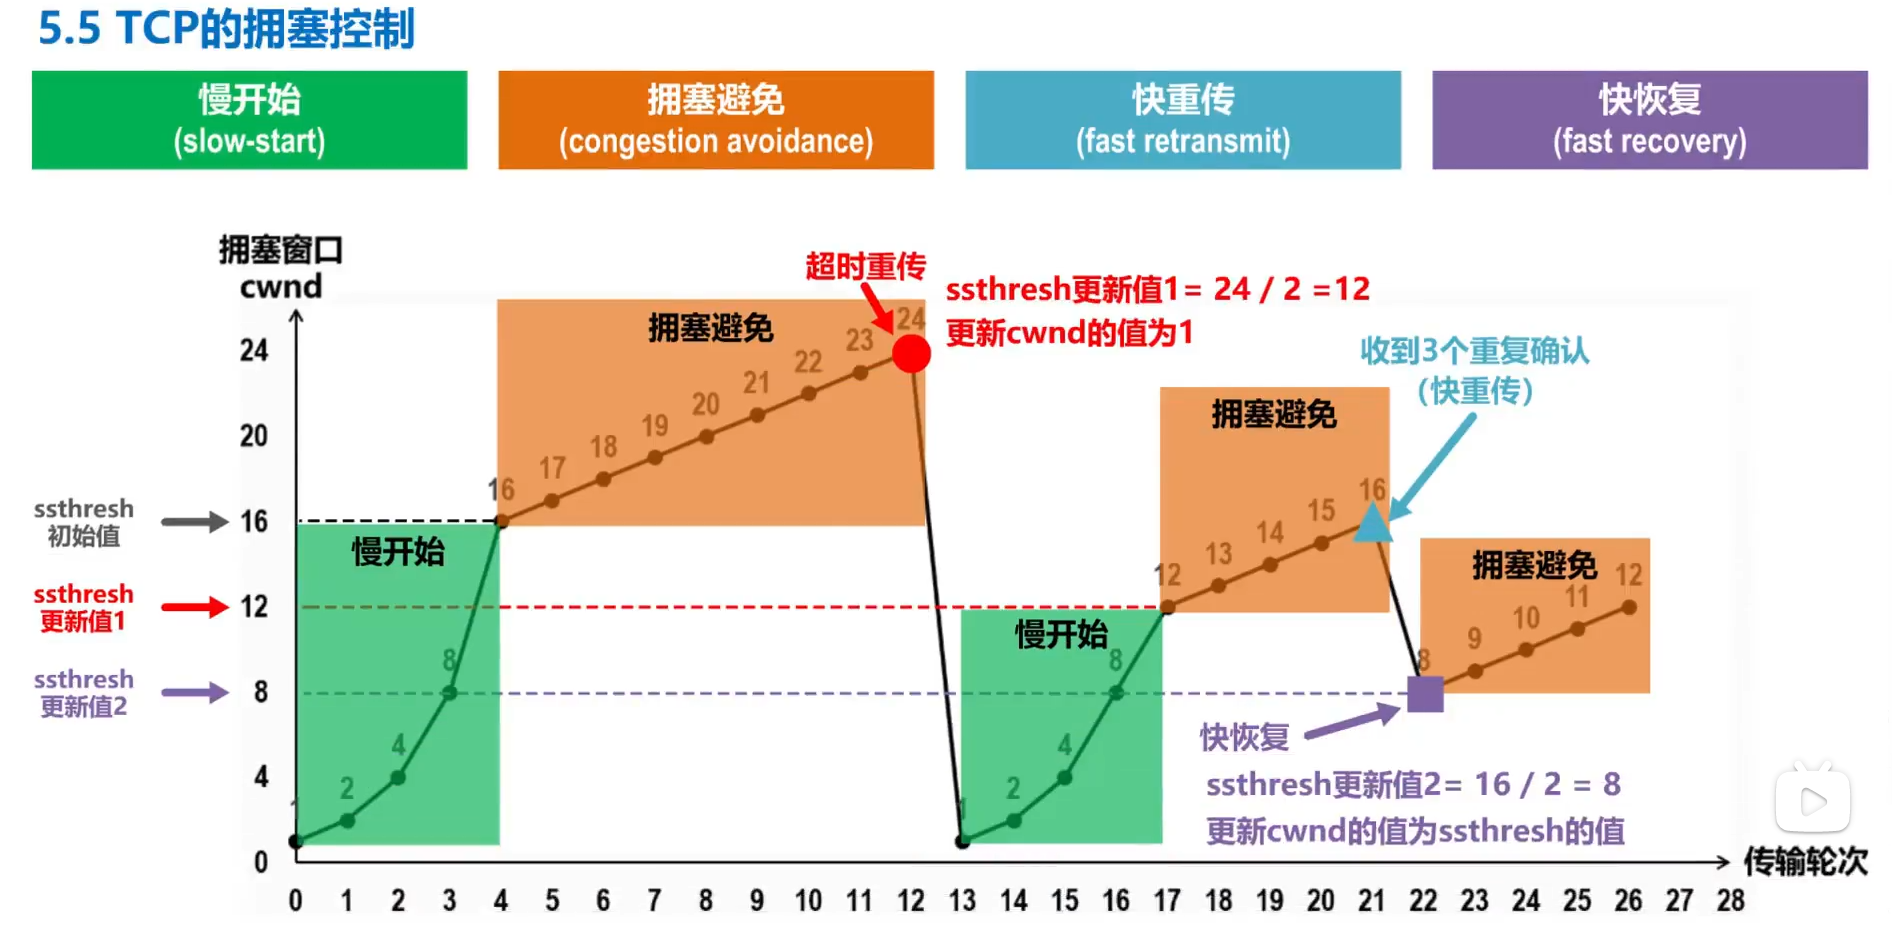 5.5 TCP的拥塞控制
慢开始
(slow-start)
拥塞避免
(congestion avoidance)
快重传
(fast retransmit)
快恢复
(fast recovery)
拥塞窗口
cwnd
超时重传
ssthresh更新值1= 24 / 2 =12
更新cwnd的值为1
收到3个重复确认
（快重传）
拥塞避免
拥塞避免
拥塞避免
慢开始
慢开始
24
20
16
12
8
4
0
ssthresh
初始值
ssthresh
更新值1
ssthresh
更新值2
1
2
4
8
16
17
18
19
20
21
22
23
24
1
2
4
8
12
13
14
15
16
8
9
10
11
12
快恢复
ssthresh更新值2= 16 / 2 = 8
更新cwnd的值为ssthresh的值
传输轮次
0 1 2 3 4 5 6 7 8 9 10 11 12 13 14 15 16 17 18 19 20 21 22 23 24 25 26 27 28